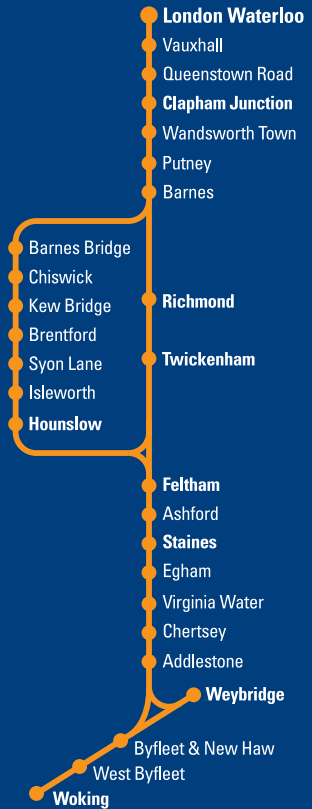 London Waterloo
Vauxhall
Queenstown Road
Clapham Junction
Wandsworth Town
Putney
Barnes
Barnes Bridge
Chiswick
Kew Bridge
Brentford
Syon Lane
Isleworth
Hounslow
Richmond
Twickenham
Feltham
Ashford
Staines
Egham
Virginia Water
Chertsey
Addlestone
Weybridge
Byfleet & New Haw
West Byfleet
Woking